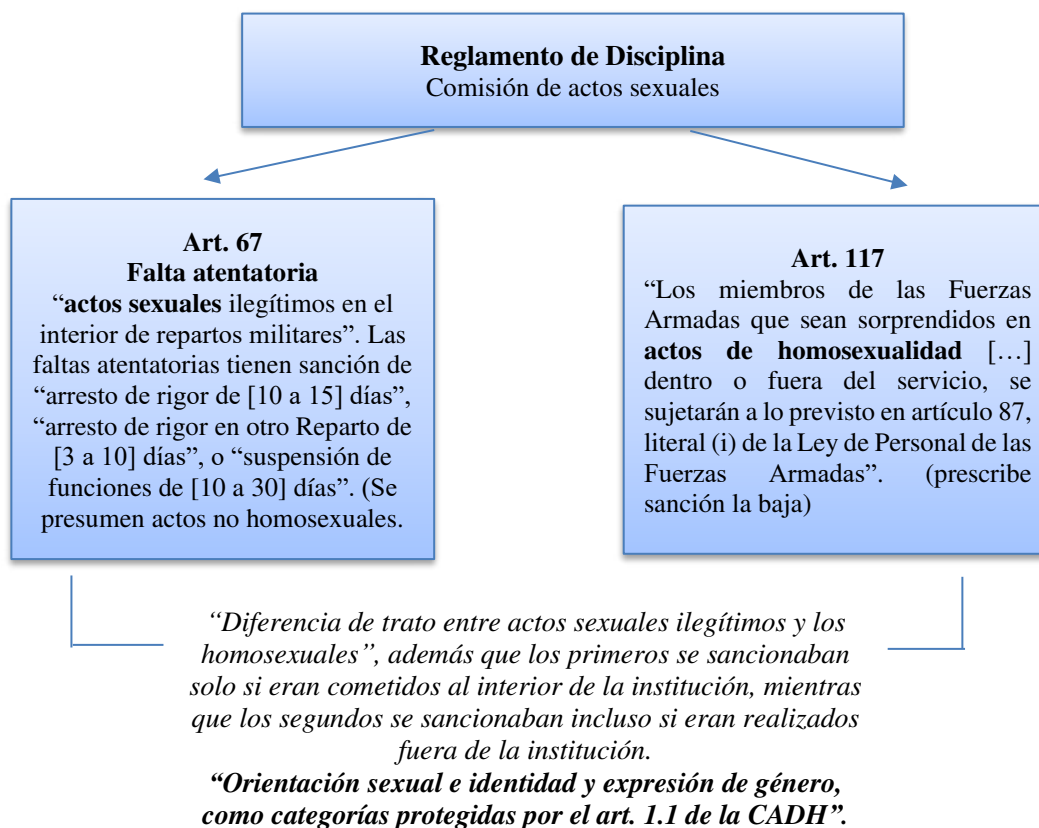 Reglamento de Disciplina
Comisión de actos sexuales
Art. 67
Falta atentatoria
“actos sexuales ilegítimos en el
interior de repartos militares”. Las
faltas atentatorias tienen sanción de
“arresto de rigor de [10 a 15] días”,
“arresto de rigor en otro Reparto de
[3 a 10] días”, o “suspensión de
funciones de [10 a 30] días”. (Se
presumen actos no homosexuales.
Art. 117
“Los miembros de las Fuerzas
Armadas que sean sorprendidos en
actos de homosexualidad […]
dentro o fuera del servicio, se
sujetarán a lo previsto en artículo 87,
literal (i) de la Ley de Personal de las
Fuerzas Armadas”. (prescribe
sanción la baja)
“Diferencia de trato entre actos sexuales ilegítimos y los
homosexuales”, además que los primeros se sancionaban
solo si eran cometidos al interior de la institución, mientras
que los segundos se sancionaban incluso si eran realizados
fuera de la institución.
“Orientación sexual e identidad y expresión de género,
como categorías protegidas por el art. 1.1 de la CADH”.